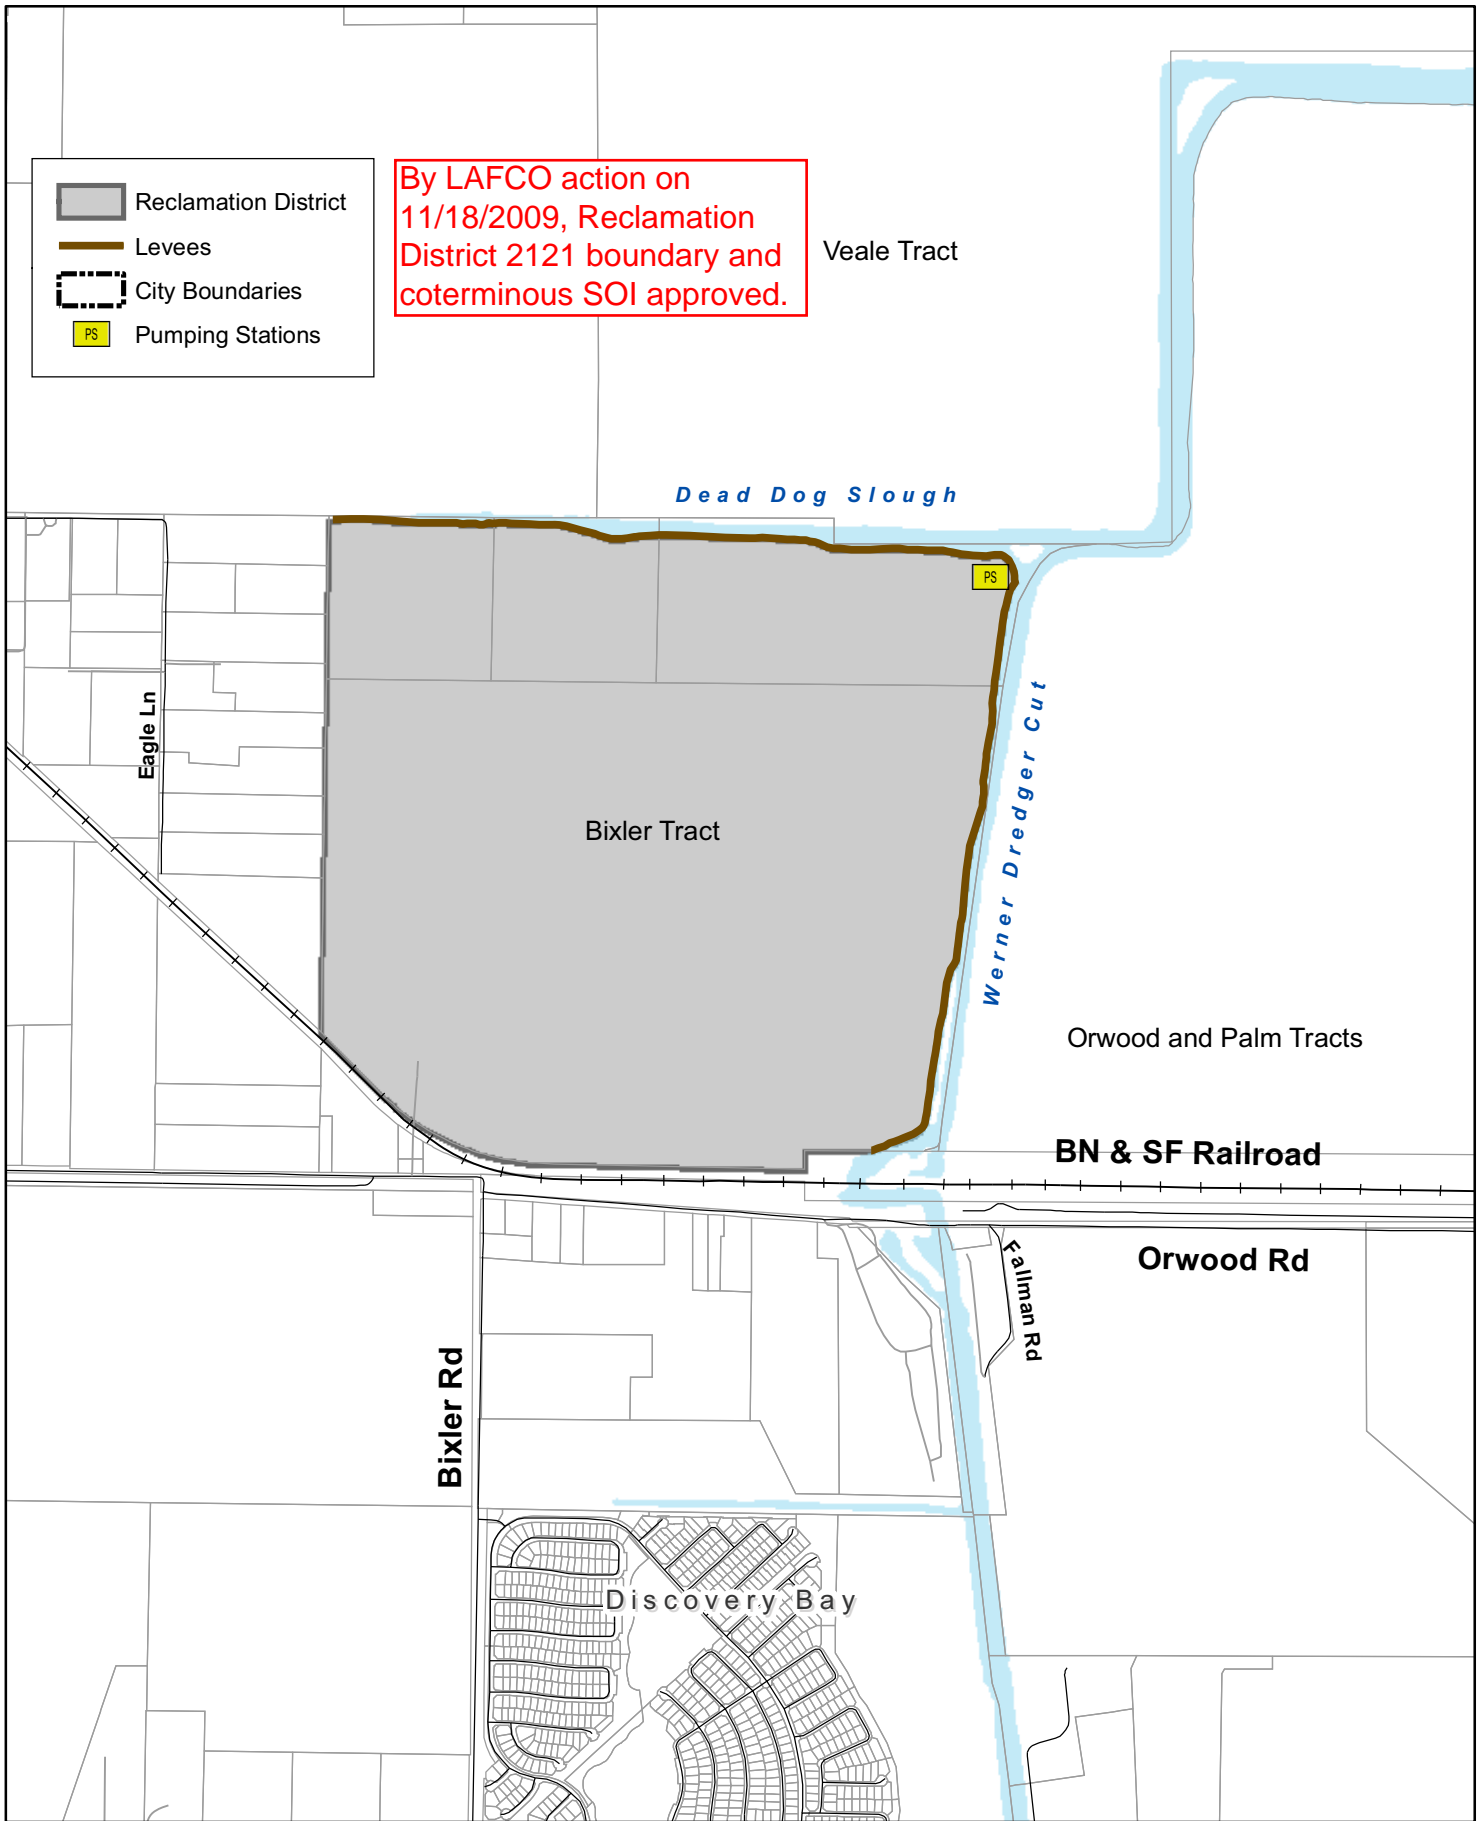 Reclamation District
Levees
City Boundaries
PS
Pumping Stations
By LAFCO action on
11/18/2009, Reclamation
District 2121 boundary and
coterminous SOI approved.
Veale Tract
Dead Dog Slough
PS
Eagle Ln
Werner Dredger Cut
Bixler Tract
Orwood and Palm Tracts
BN & SF Railroad
Orwood Rd
Fallman Rd
Bixler Rd
Discovery Bay